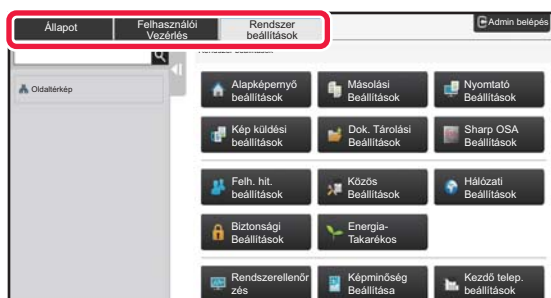 Állapot
Felhasználói
Vezérlés
Rendszer
beállítások
Admin belépés
Oldaltérkép
Alapképernyő
beállítások
Másolási
Beállítások
Nyomtató
Beállítások
Kép küldési
beállítások
Dok. Tárolási
Beállítások
Sharp OSA
Beállítások
Felh. hit.
beállítások
Közös
Beállítások
Hálózati
Beállítások
Biztonsági
Beállítások
Energia-
Takarékos
Rendszerellenőr
zés
Képminőség
Beállítása
Kezdő telep.
beállítások